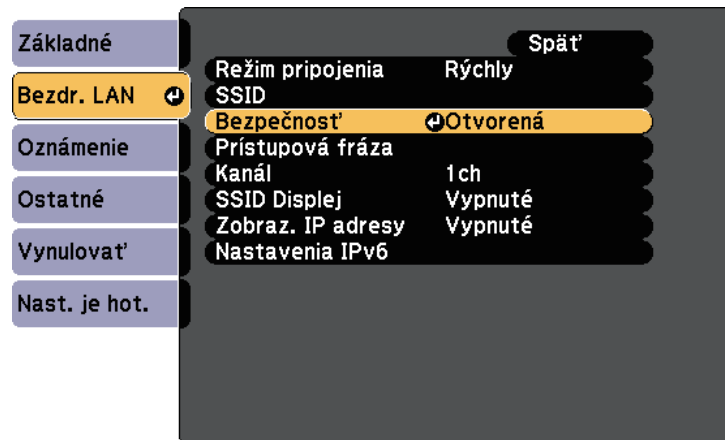 Základné
Bezdr. LAN
Oznámenie
Ostatné
Vynulovať
Nast. je hot.
Späť
Režim pripojenia Rýchly
SSID
Bezpečnosť Otvorená
Prístupová fráza
Kanál 1ch
SSID Displej Vypnuté
Zobraz. IP adresy Vypnuté
Nastavenia IPv6